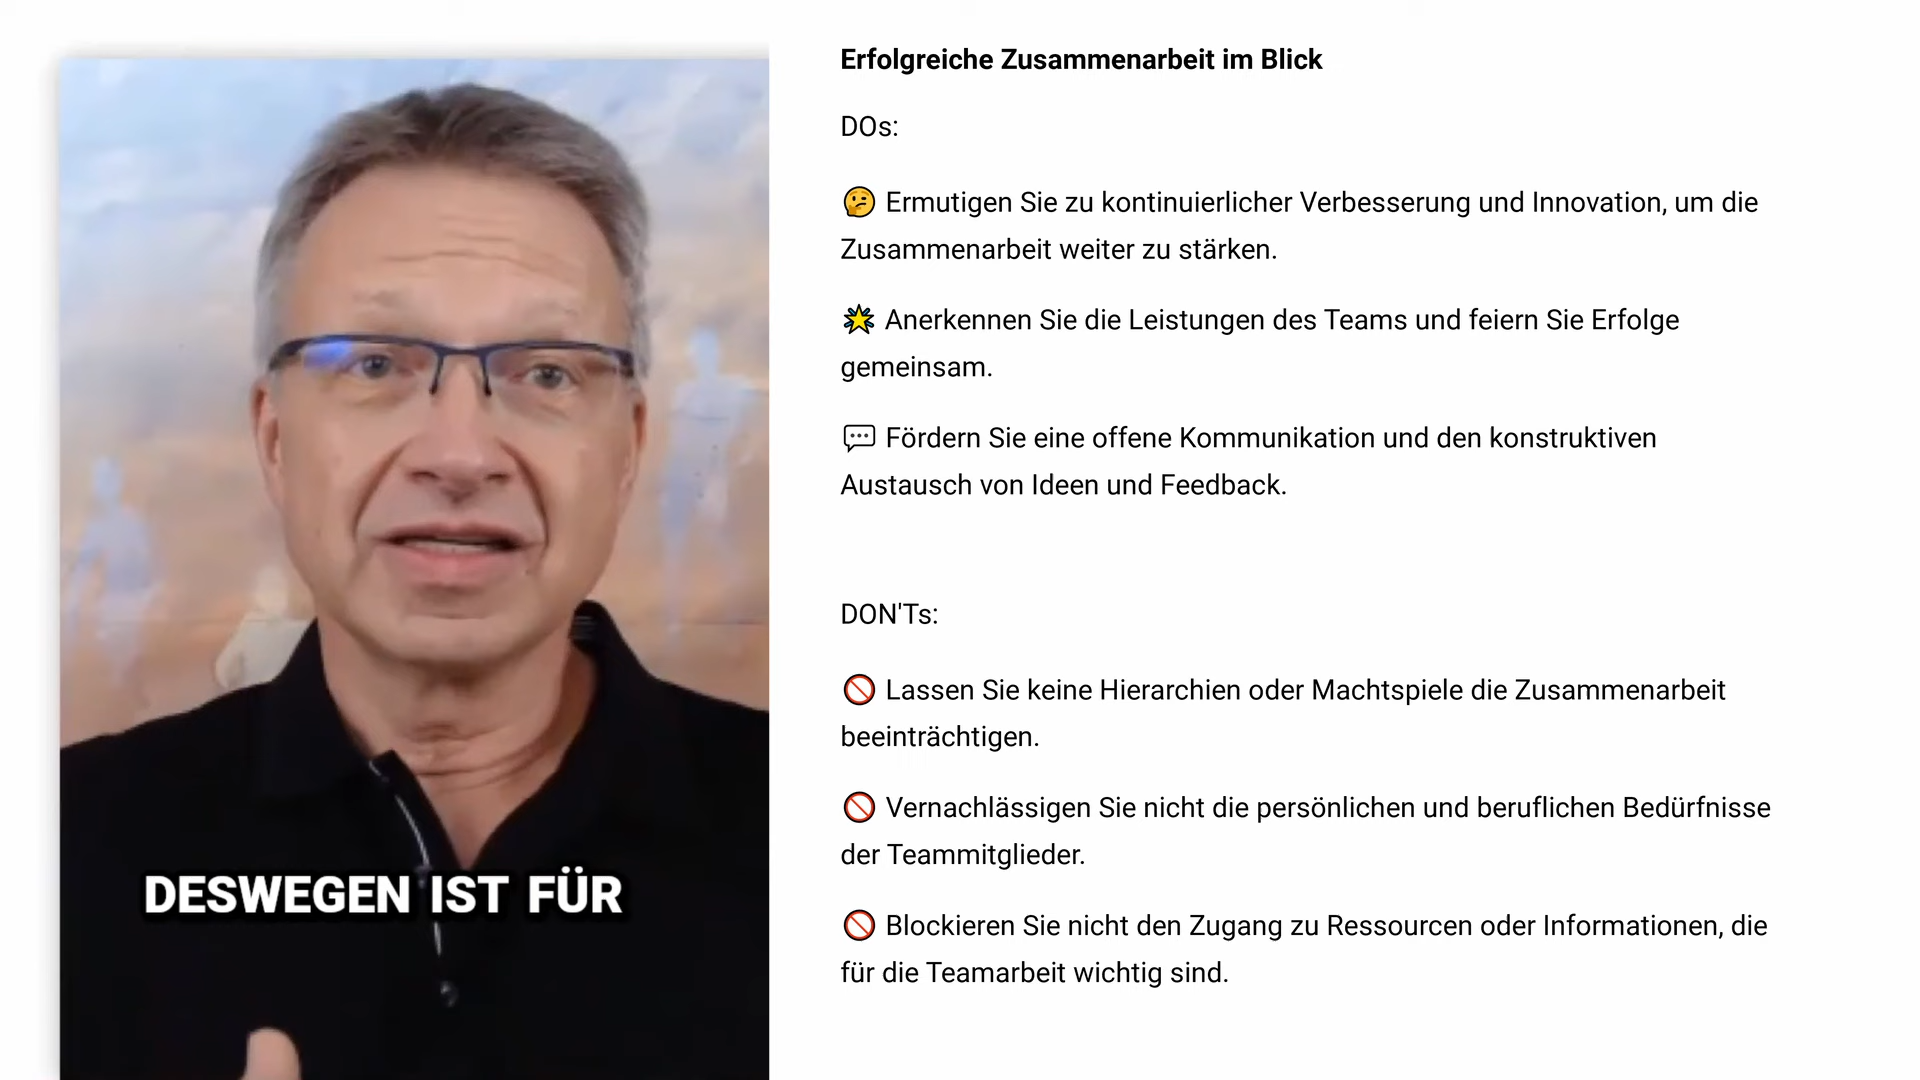 Erfolgreiche Zusammenarbeit im Blick
DOs:
🤔 Ermutigen Sie zu kontinuierlicher Verbesserung und Innovation, um die
Zusammenarbeit weiter zu stärken.
🌟 Anerkennen Sie die Leistungen des Teams und feiern Sie Erfolge
gemeinsam.
💬 Fördern Sie eine offene Kommunikation und den konstruktiven
Austausch von Ideen und Feedback.
DON'Ts:
🚫 Lassen Sie keine Hierarchien oder Machtspiele die Zusammenarbeit
beeinträchtigen.
🚫 Vernachlässigen Sie nicht die persönlichen und beruflichen Bedürfnisse
der Teammitglieder.
🚫 Blockieren Sie nicht den Zugang zu Ressourcen oder Informationen, die
für die Teamarbeit wichtig sind.
DESWEGEN IST FÜR